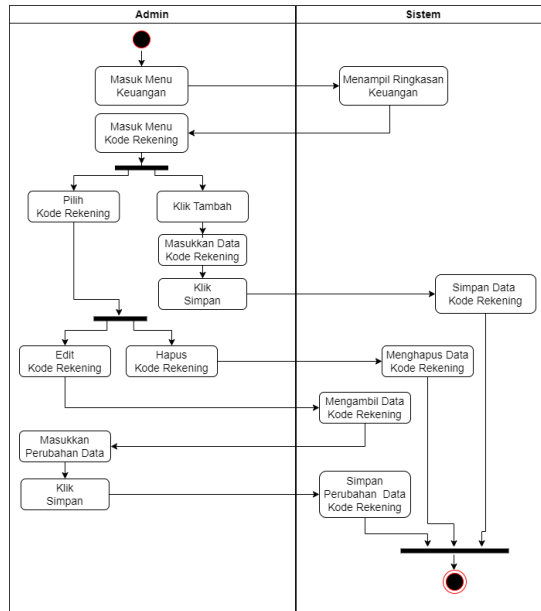 Admin
Sistem
Masuk Menu
Keuangan
Menampil Ringkasan
Keuangan
Masuk Menu
Kode Rekening
Pilih
Kode Rekening
Klik Tambah
Masukkan Data
Kode Rekening
Klik
Simpan
Simpan Data
Kode Rekening
Edit
Kode Rekening
Hapus
Kode Rekening
Menghapus Data
Kode Rekening
Mengambil Data
Kode Rekening
Masukkan
Perubahan Data
Klik
Simpan
Simpan
Perubahan Data
Kode Rekening